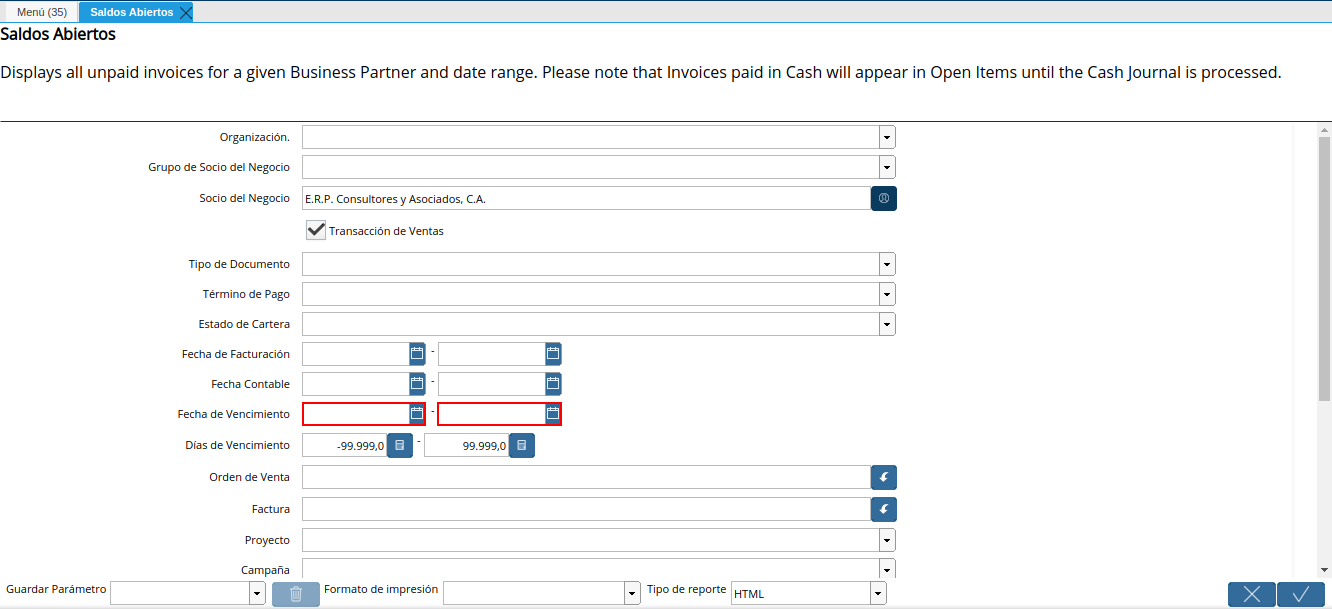 Menú (35) Saldos Abiertos
Saldos Abiertos
Displays all unpaid invoices for a given Business Partner and date range. Please note that Invoices paid in Cash will appear in Open Items until the Cash Journal is processed.
Organización.
Grupo de Socio del Negocio
Socio del Negocio E.R.P. Consultores y Asociados, C.A.
Transacción de Ventas
Tipo de Documento
Término de Pago
Estado de Cartera
Fecha de Facturación -
Fecha Contable -
Fecha de Vencimiento -
Días de Vencimiento -99.999,0 - 99.999,0
Orden de Venta
Factura
Proyecto
Campaña
Guardar Parámetro Formato de impresión Tipo de reporte HTML